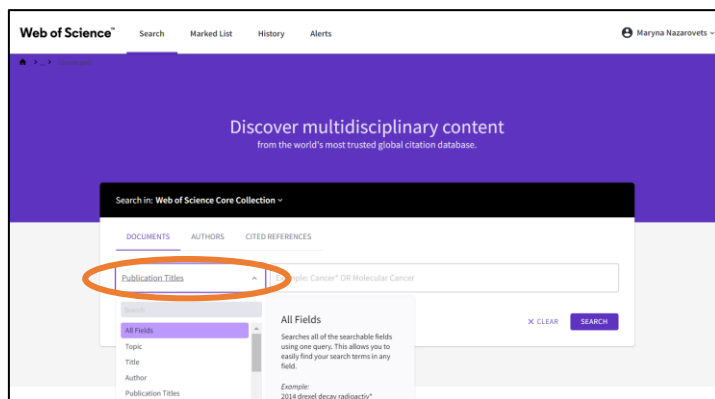 Web of Science™ Search Marked List History Alerts Maryna Nazarovets
Discover multidisciplinary content
from the world's most trusted global citation database.
Search in: Web of Science Core Collection
DOCUMENTS AUTHORS CITED REFERENCES
Publication Titles Example: Cancer* OR Molecular Cancer
Search
All Fields
Topic
Title
Author
Publication Titles
All Fields
Searches all of the searchable fields
using one query. This allows you to
easily find your search terms in any
field.
Example:
2014 drexel decay radioactiv*
× CLEAR SEARCH